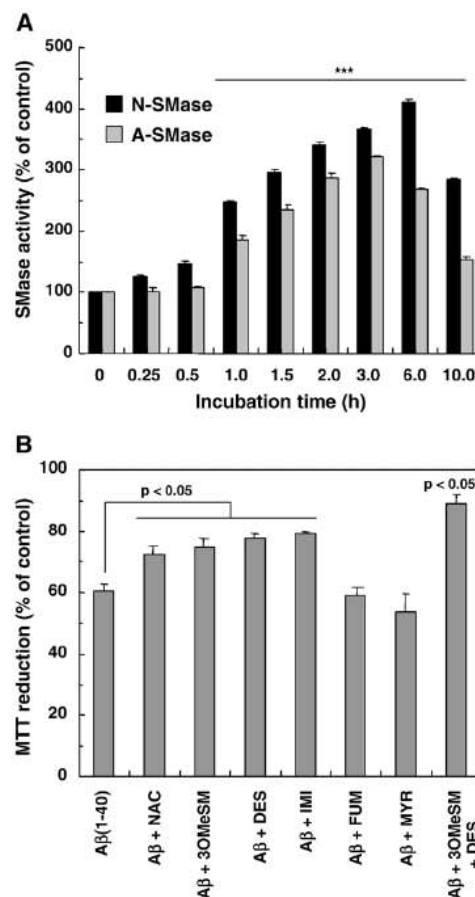 A
500
***
N-SMase
400
A-SMase
300
200
100
0
SMase activity (% of control)
0 0.25 0.5 1.0 1.5 2.0 3.0 6.0 10.0
Incubation time (h)
B
100
p < 0.05
p < 0.05
80
60
40
20
0
MTT reduction (% of control)
Aβ(1-40)
Aβ + NAC
Aβ + 3OMeSM
Aβ + DES
Aβ + IMI
Aβ + FUM
Aβ + MYR
Aβ + 3OMeSM
+ DES